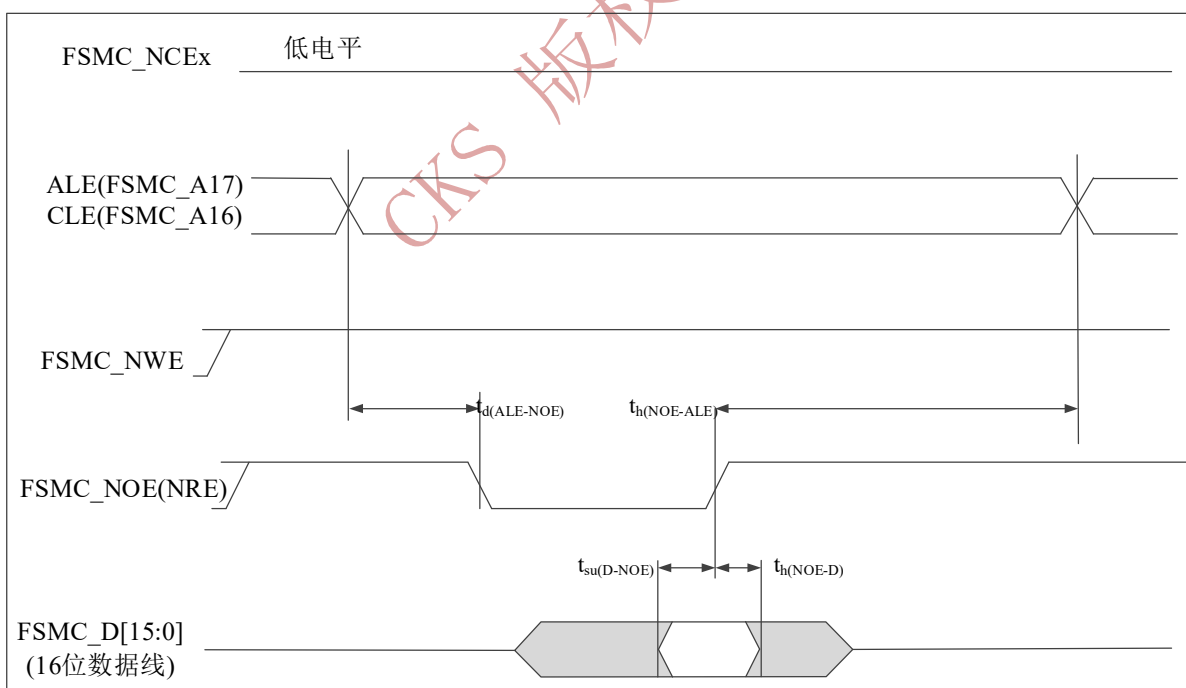 CKS 版权
FSMC_NCEx
低电平
ALE(FSMC_A17)
CLE(FSMC_A16)
FSMC_NWE
td(ALE-NOE)
th(NOE-ALE)
FSMC_NOE(NRE)
tsu(D-NOE)
th(NOE-D)
FSMC_D[15:0]
(16位数据线)